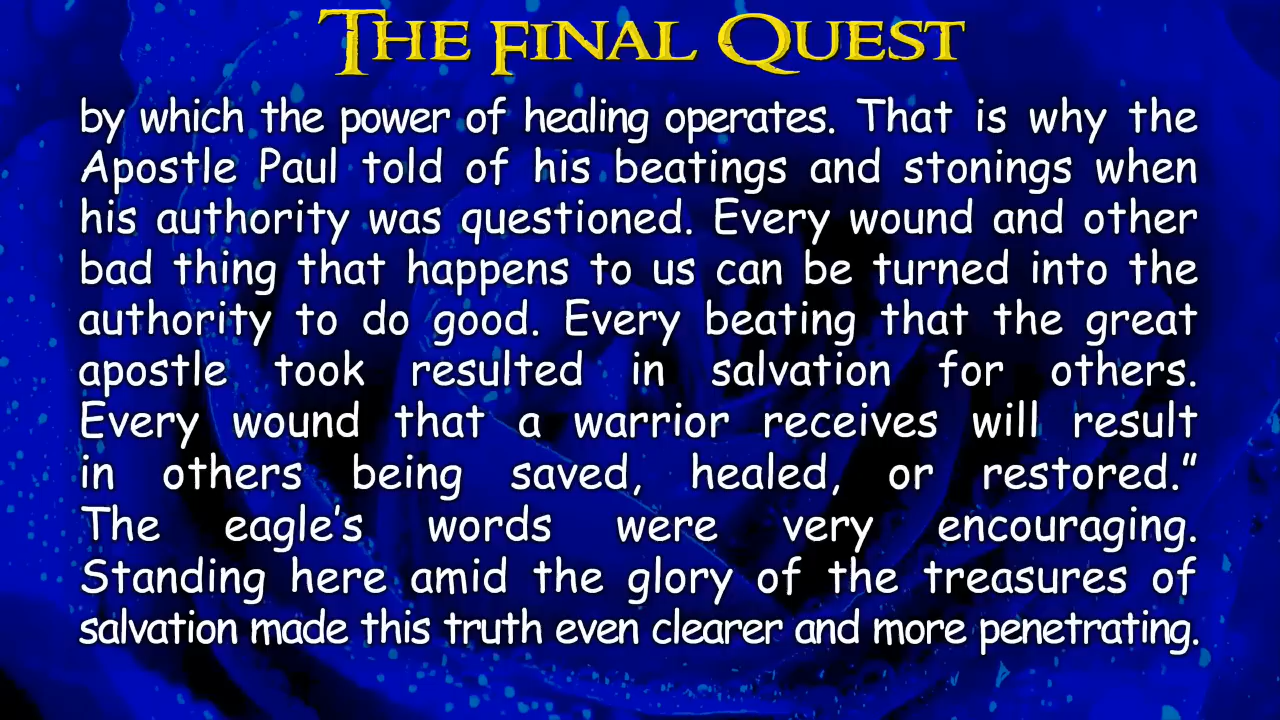 The Final Quest
by which the power of healing operates. That is why the
Apostle Paul told of his beatings and stonings when
his authority was questioned. Every wound and other
bad thing that happens to us can be turned into the
authority to do good. Every beating that the great
apostle took resulted in salvation for others.
Every wound that a warrior receives will result
in others being saved, healed, or restored.”
The eagle’s words were very encouraging.
Standing here amid the glory of the treasures of
salvation made this truth even clearer and more penetrating.